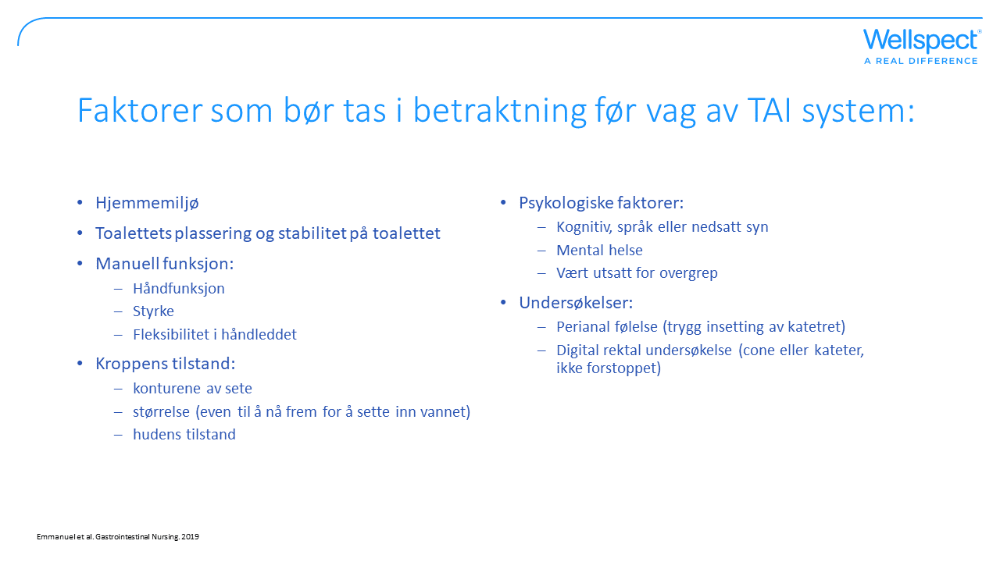 Wellspect®
A REAL DIFFERENCE
Faktorer som bør tas i betraktning før vag av TAI system:
• Hjemmemiljø
• Toalettets plassering og stabilitet på toalettet
• Manuell funksjon:
– Håndfunksjon
– Styrke
– Fleksibilitet i håndleddet
• Kroppens tilstand:
– konturene av sete
– størrelse (even til å nå frem for å sette inn vannet)
– hudens tilstand
• Psykologiske faktorer:
– Kognitiv, språk eller nedsatt syn
– Mental helse
– Vært utsatt for overgrep
• Undersøkelser:
– Perianal følelse (trygg insetting av katetret)
– Digital rektal undersøkelse (cone eller kateter,
ikke forstoppet)
Emmanuel et al. Gastrointestinal Nursing. 2019